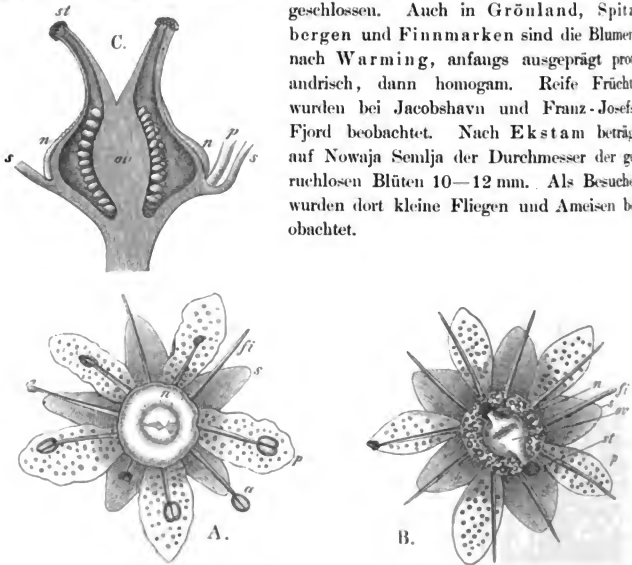 geschlossen. Auch in Grönland, Spitz
bergen und Finnmarken sind die Blumen
nach Warming, anfangs ausgeprägt prot
andrisch, dann homogam. Reife Frücht
wurden bei Jacobshavn und Franz-Josefs
Fjord beobachtet. Nach Ekstam beträg
auf Nowaja Semlja der Durchmesser der ge
ruchlosen Blüten 10—12 mm. Als Besuche
wurden dort kleine Fliegen und Ameisen b
obachtet.
st
C.
n
n
p
s
s
ov
fi
s
n
p
a
A.
n
fi
s
ov
st
p
B.